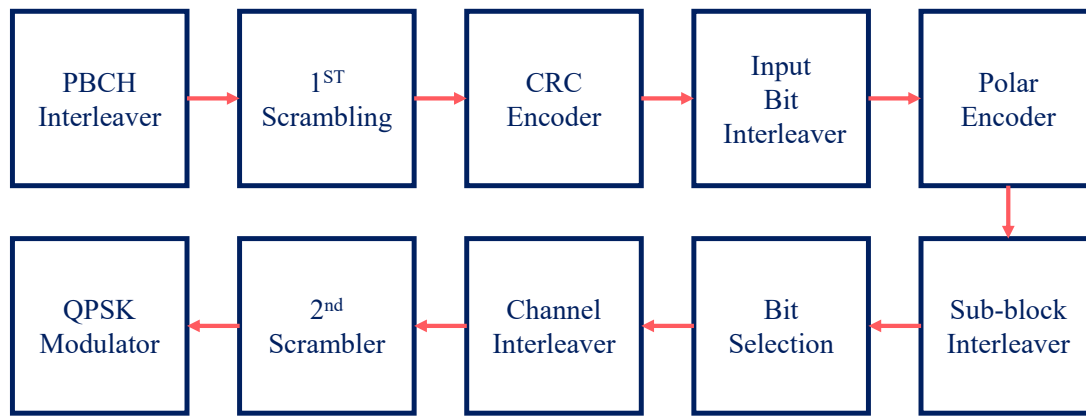 PBCH
Interleaver
1ST
Scrambling
CRC
Encoder
Input
Bit
Interleaver
Polar
Encoder
QPSK
Modulator
2nd
Scrambler
Channel
Interleaver
Bit
Selection
Sub-block
Interleaver